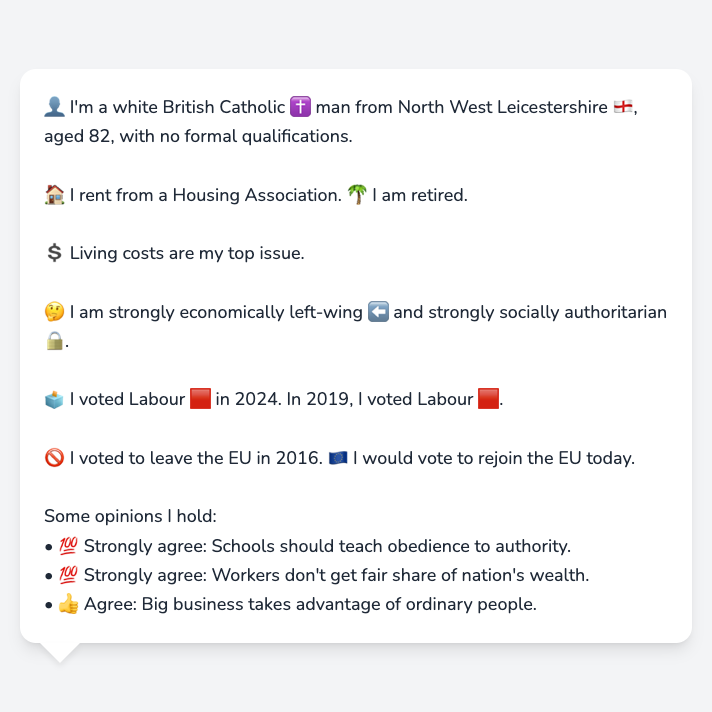 👤 I'm a white British Catholic ✝️ man from North West Leicestershire 🏴󠁧󠁢󠁥󠁮󠁧󠁿,
aged 82, with no formal qualifications.
🏠 I rent from a Housing Association. 🌴 I am retired.
💲 Living costs are my top issue.
🤔 I am strongly economically left-wing ⬅️ and strongly socially authoritarian
🔒.
🗳️ I voted Labour 🟥 in 2024. In 2019, I voted Labour 🟥.
🚫 I voted to leave the EU in 2016. 🇪🇺 I would vote to rejoin the EU today.
Some opinions I hold:
• 💯 Strongly agree: Schools should teach obedience to authority.
• 💯 Strongly agree: Workers don't get fair share of nation's wealth.
• 👍 Agree: Big business takes advantage of ordinary people.